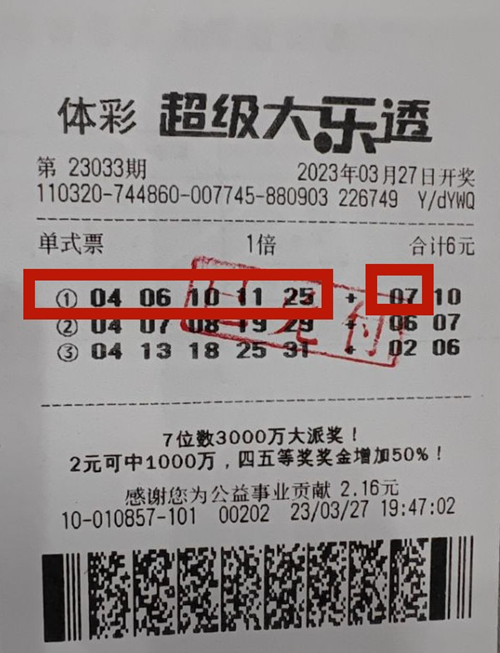 体彩 超级大乐透
第 23033期 2023年03月27日开奖
110320-744860-007745-880903 226749 Y/dYWQ
单式票 1倍 合计6元
① 04 06 10 11 25 + 07 10
② 04 07 08 19 29 + 06 07
③ 04 13 18 25 31 + 02 06
已兑付
7位数3000万大派奖！
2元可中1000万，四五等奖奖金增加50%！
感谢您为公益事业贡献 2.16元
10-010857-101 00202 23/03/27 19:47:02